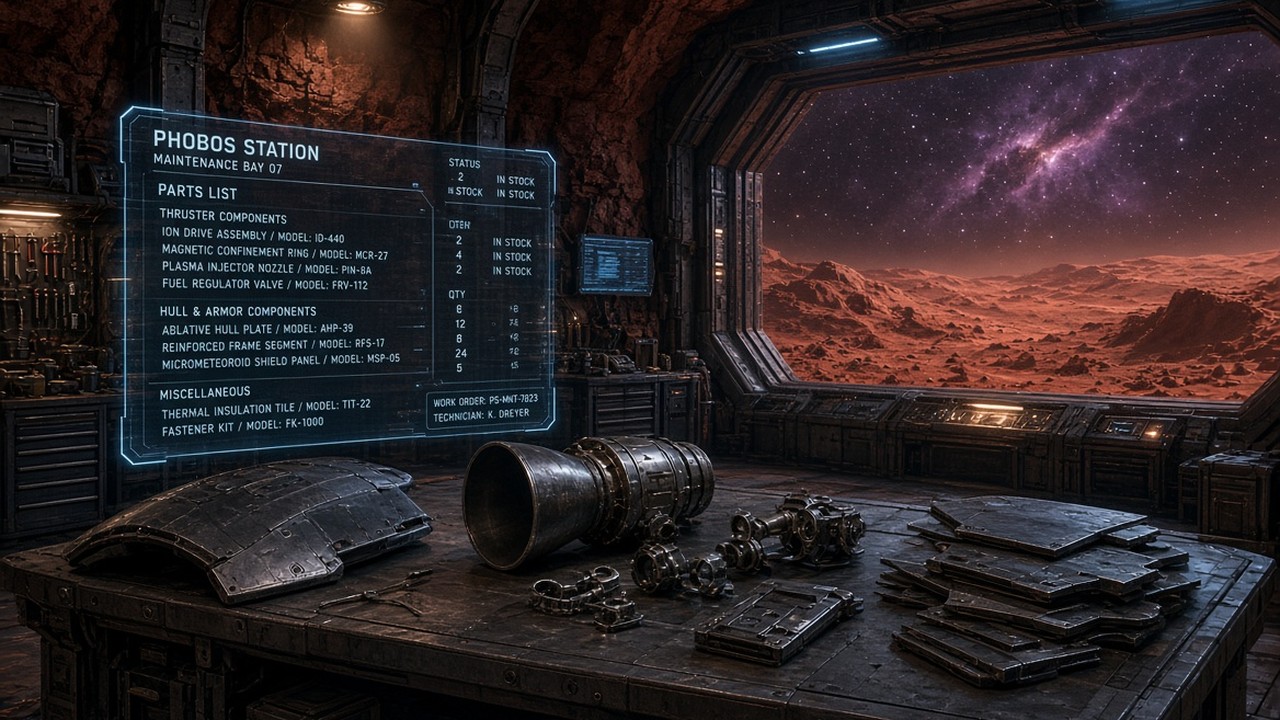 PHOBOS STATION
MAINTENANCE BAY 07
PARTS LIST
THRUSTER COMPONENTS
ION DRIVE ASSEMBLY / MODEL: ID-440
MAGNETIC CONFINEMENT RING / MODEL: MCR-27
PLASMA INJECTOR NOZZLE / MODEL: PIN-8A
FUEL REGULATOR VALVE / MODEL: FRV-112
HULL & ARMOR COMPONENTS
ABLATIVE HULL PLATE / MODEL: AHP-39
REINFORCED FRAME SEGMENT / MODEL: RFS-17
MICROMETEOROID SHIELD PANEL / MODEL: MSP-05
MISCELLANEOUS
THERMAL INSULATION TILE / MODEL: TIT-22
FASTENER KIT / MODEL: FK-1000
STATUS
2 IN STOCK
IN STOCK IN STOCK
2 IN STOCK
4 IN STOCK
2 IN STOCK
QTY
8
12
8
24
5
WORK ORDER: PS-MNT-7823
TECHNICIAN: K. DREYER